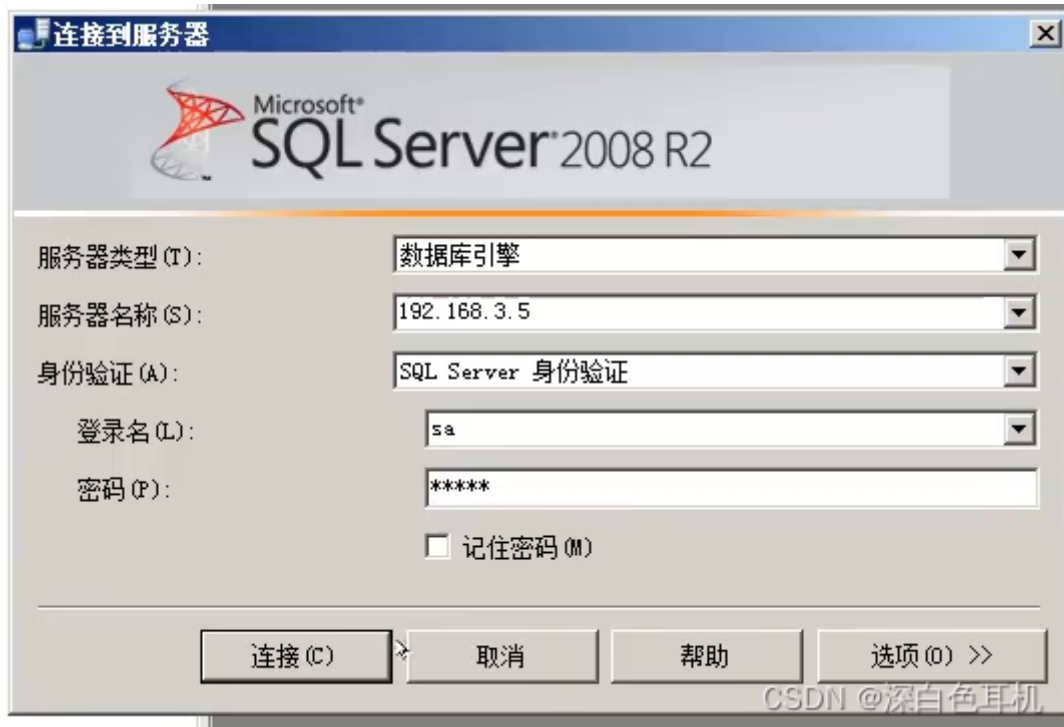 连接到服务器
Microsoft®
SQL Server® 2008 R2
服务器类型(T): 数据库引擎
服务器名称(S): 192.168.3.5
身份验证(A): SQL Server 身份验证
登录名(L): sa
密码(P): *****
记住密码(M)
连接(C) 取消 帮助 选项(O) >>
CSDN @深白色耳机